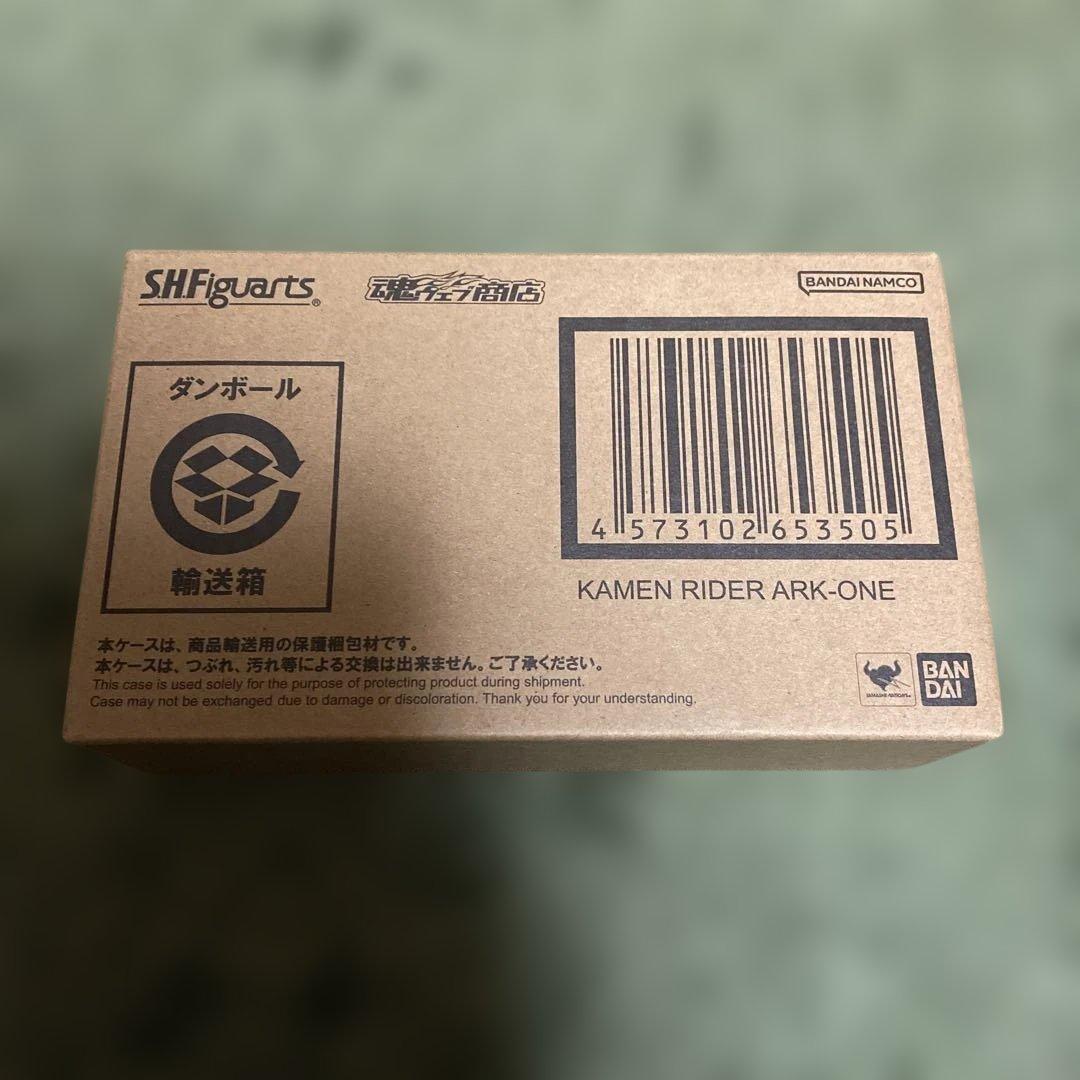 S.H.Figuarts®
魂ウェブ商店
BANDAI NAMCO
ダンボール
輸送箱
4 573102 653505
KAMEN RIDER ARK-ONE
本ケースは、商品輸送用の保護梱包材です。
本ケースは、つぶれ、汚れ等による交換は出来ません。ご了承ください。
This case is used solely for the purpose of protecting product during shipment.
Case may not be exchanged due to damage or discoloration. Thank you for your understanding.
TAMASHII NATIONS
BAN
DAI